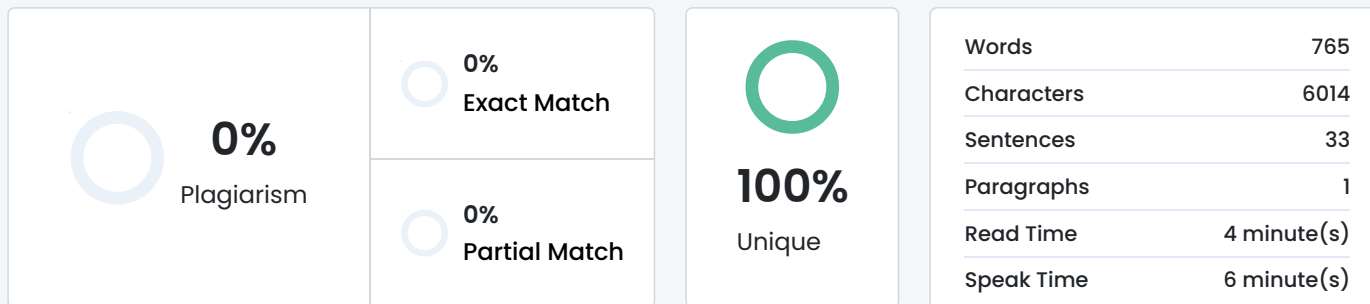 0%
Plagiarism
0%
Exact Match
0%
Partial Match
100%
Unique
Words 765
Characters 6014
Sentences 33
Paragraphs 1
Read Time 4 minute(s)
Speak Time 6 minute(s)